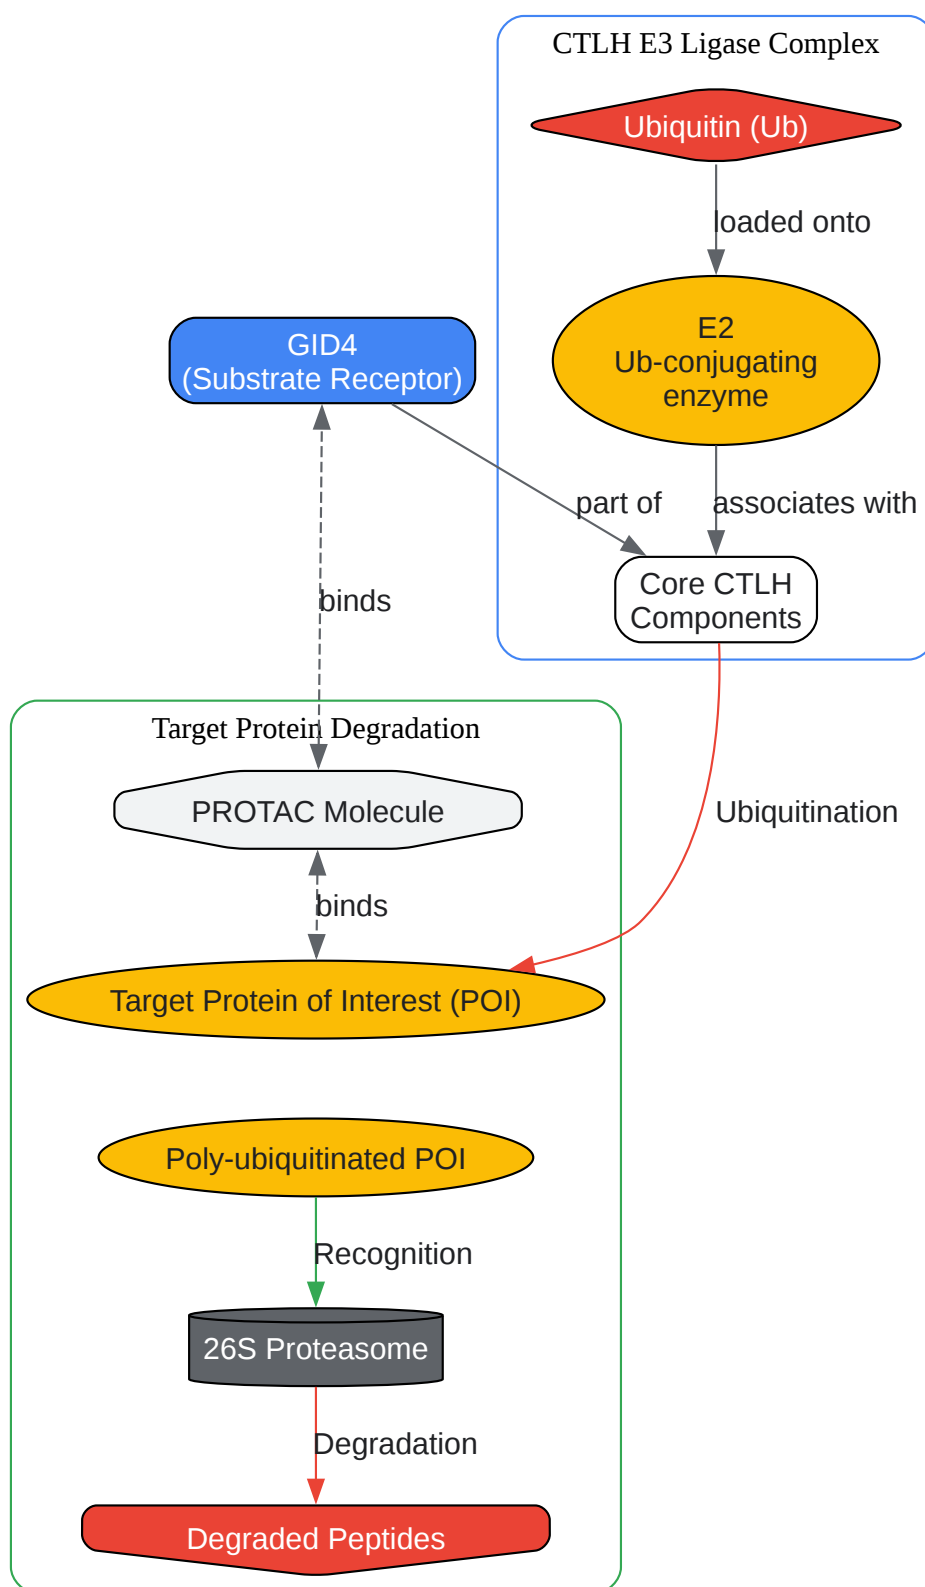 CTLH E3 Ligase Complex
Ubiquitin (Ub)
loaded onto
E2
Ub-conjugating
enzyme
GID4
(Substrate Receptor)
part of
associates with
Core CTLH
Components
binds
Target Protein Degradation
PROTAC Molecule
Ubiquitination
binds
Target Protein of Interest (POI)
Poly-ubiquitinated POI
Recognition
26S Proteasome
Degradation
Degraded Peptides